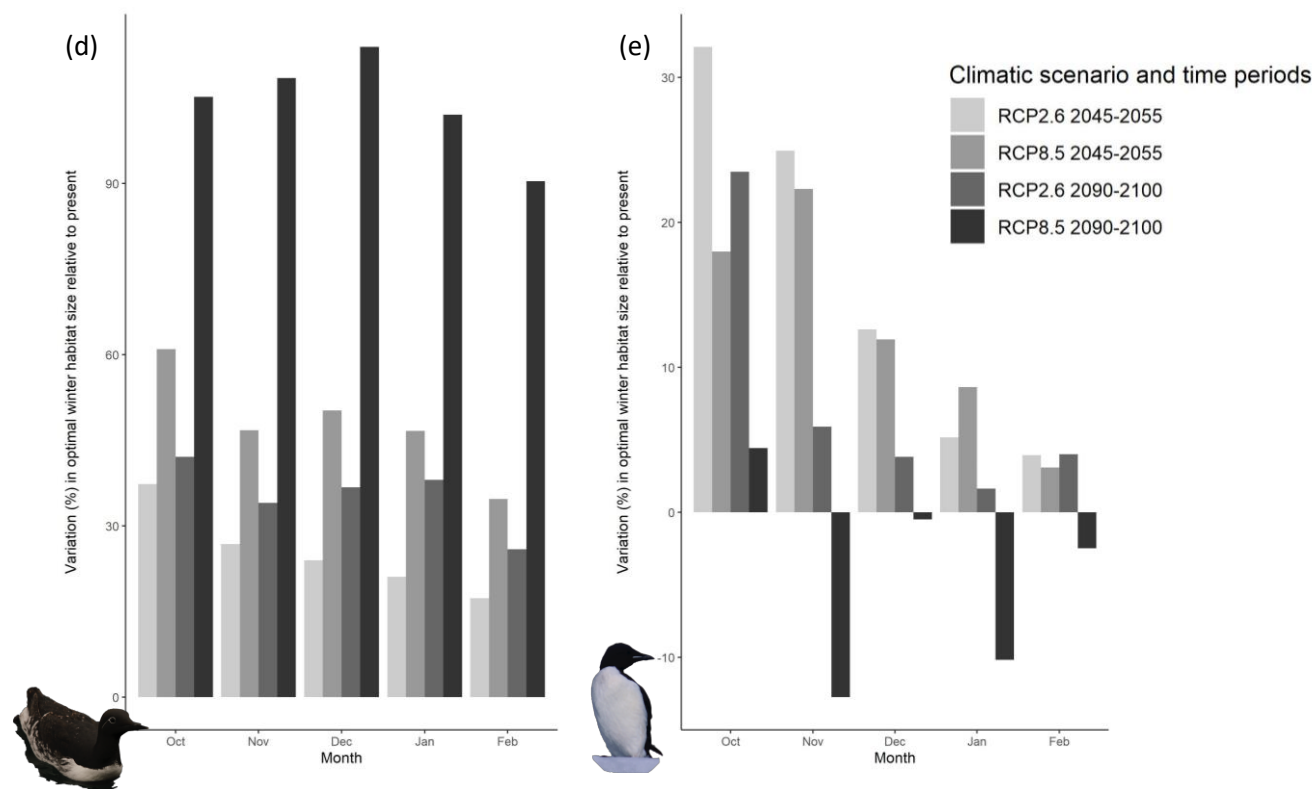 (d)
Variation (%) in optimal winter habitat size relative to present
90
60
30
0
Oct Nov Dec Jan Feb
Month
(e)
Variation (%) in optimal winter habitat size relative to present
30
20
10
0
-10
Oct Nov Dec Jan Feb
Month
Climatic scenario and time periods
RCP2.6 2045-2055
RCP8.5 2045-2055
RCP2.6 2090-2100
RCP8.5 2090-2100